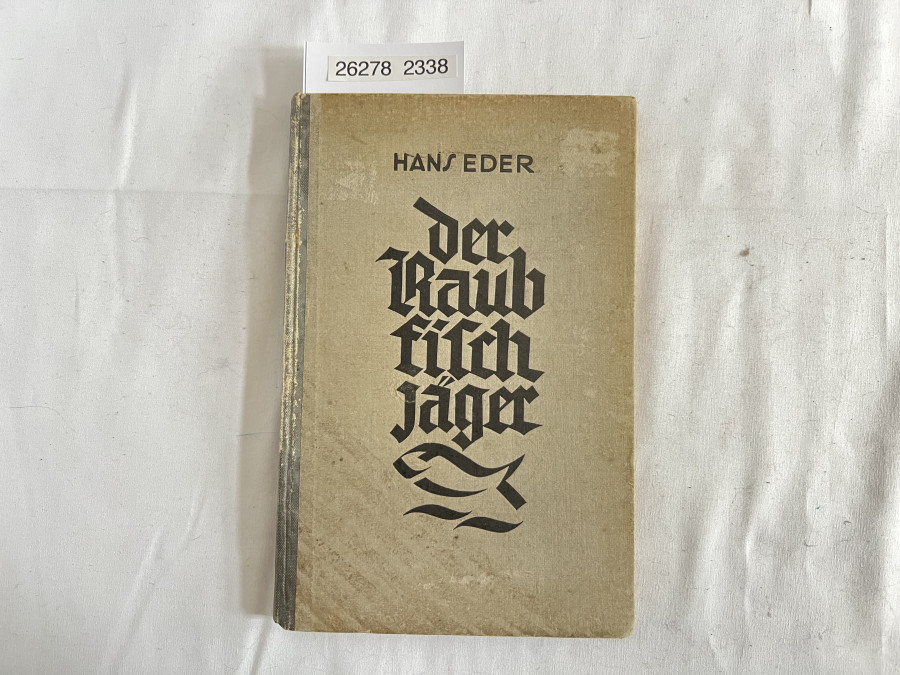 26278 2338
HANS EDER
der
Raub
fiſch
jäger